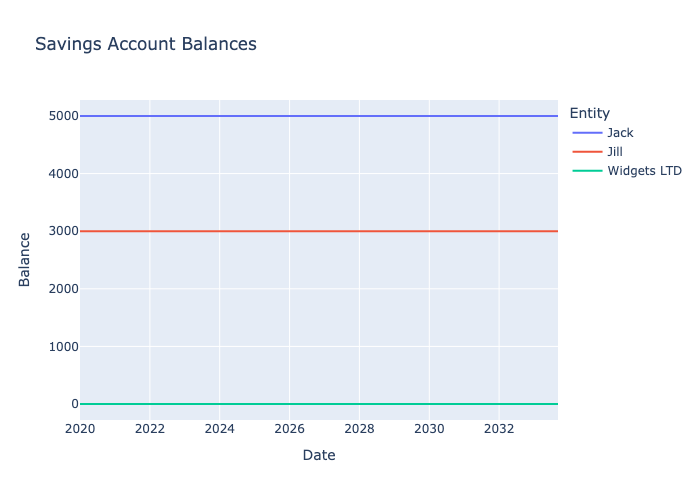 Savings Account Balances
Entity
Jack
Jill
Widgets LTD
Balance
5000
4000
3000
2000
1000
0
2020 2022 2024 2026 2028 2030 2032
Date